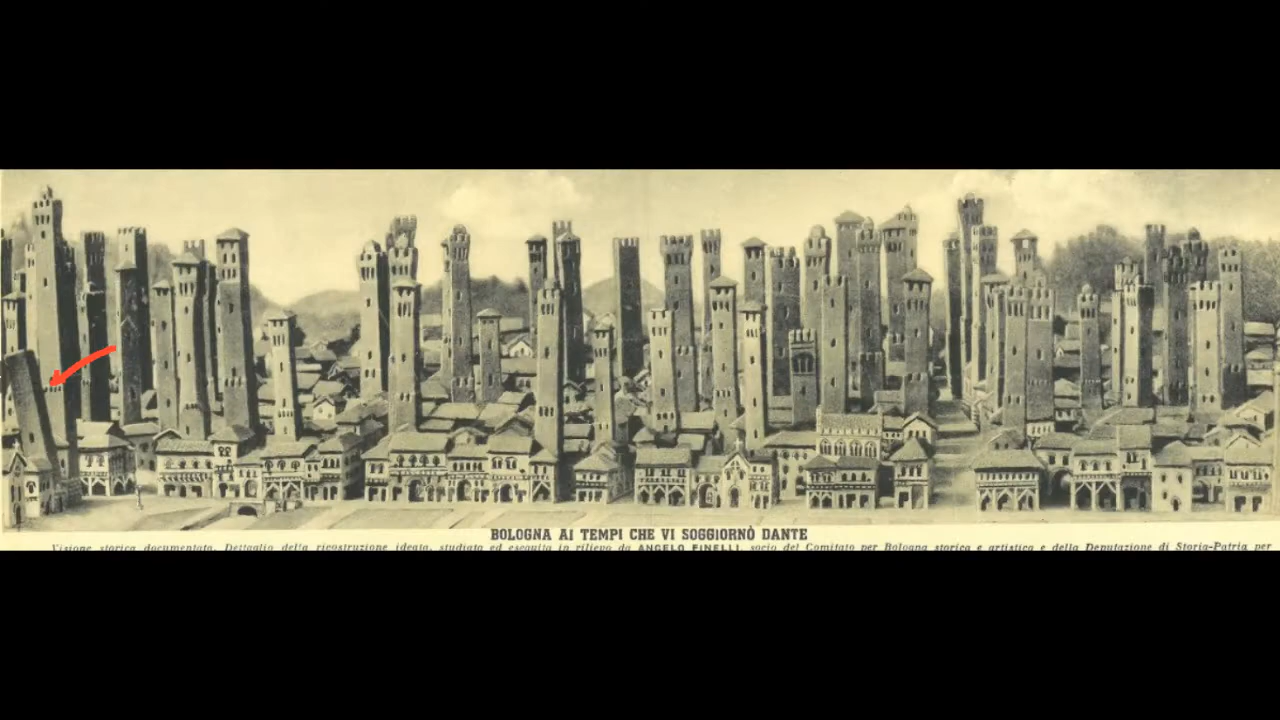 BOLOGNA AI TEMPI CHE VI SOGGIORNÒ DANTE
Visione storica documentata. Dettaglio della ricostruzione ideata, studiata ed eseguita in rilievo da ANGELO FINELLI, socio del Comitato per Bologna storica e artistica e della Deputazione di Storia-Patria per